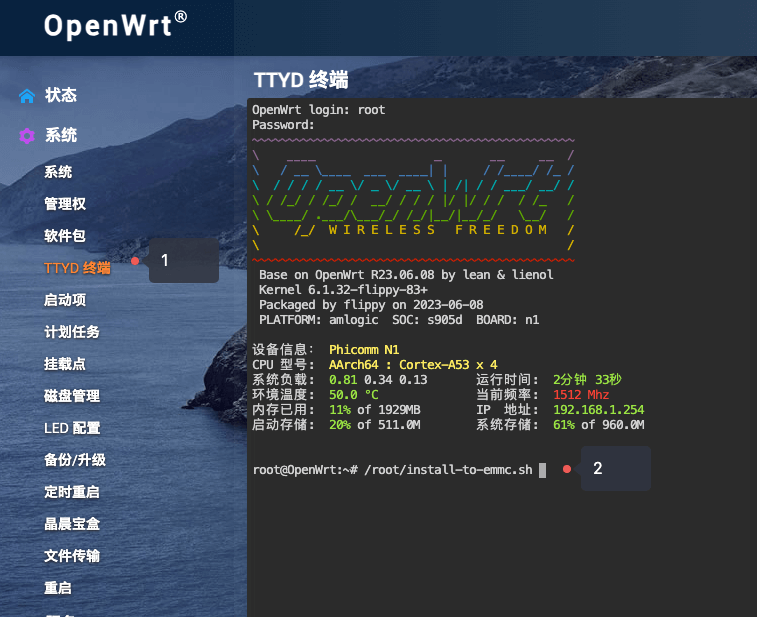 OpenWrt®
状态
系统
系统
管理权
软件包
TTYD 终端
1
启动项
计划任务
挂载点
磁盘管理
LED 配置
备份/升级
定时重启
晶晨宝盒
文件传输
重启
TTYD 终端
OpenWrt login: root
Password:
OpenWrt
W I R E L E S S   F R E E D O M
Base on OpenWrt R23.06.08 by lean & lienol
Kernel 6.1.32-flippy-83+
Packaged by flippy on 2023-06-08
PLATFORM: amlogic  SOC: s905d  BOARD: n1
设备信息:  Phicomm N1
CPU 型号:  AArch64 : Cortex-A53 x 4
系统负载:  0.81 0.34 0.13  运行时间:  2分钟 33秒
环境温度:  50.0 °C  当前频率:  1512 Mhz
内存已用:  11% of 1929MB  IP  地址:  192.168.1.254
启动存储:  20% of 511.0M  系统存储:  61% of 960.0M
root@OpenWrt:~# /root/install-to-emmc.sh
2